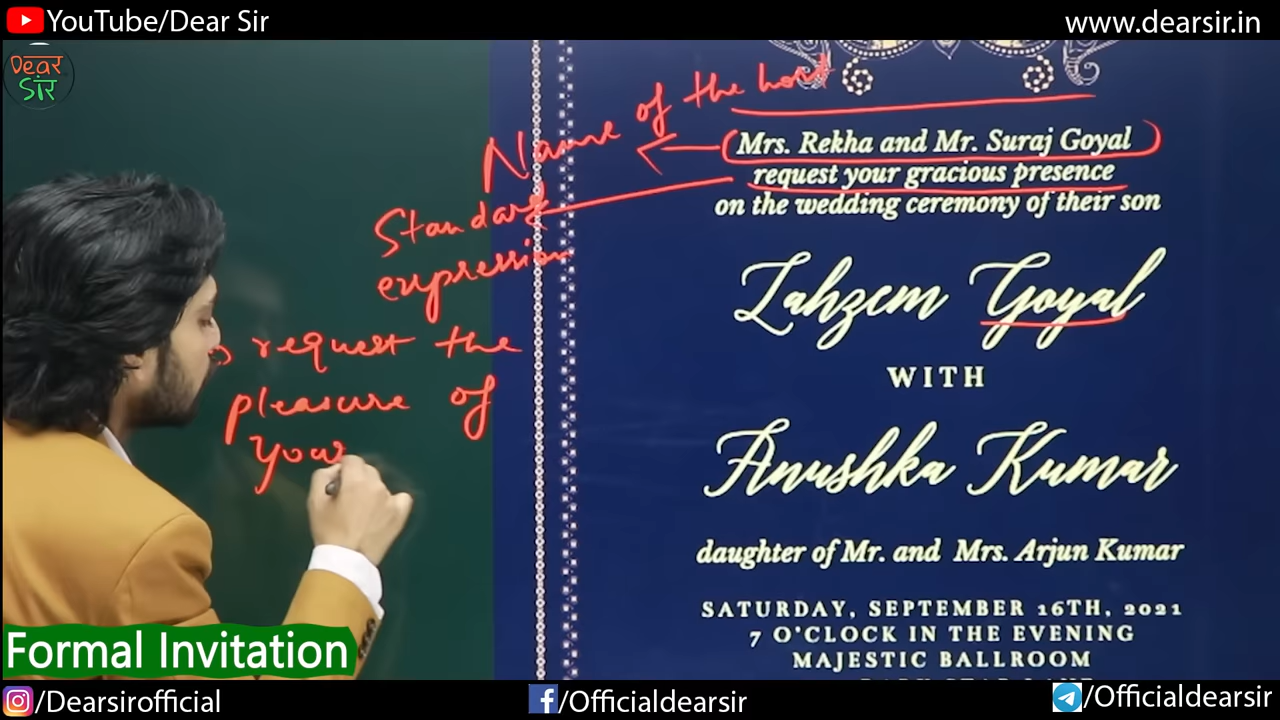 YouTube/Dear Sir
www.dearsir.in
Dear
Sir
Name of the host
Standard
expression
request the
pleasure of
your
Mrs. Rekha and Mr. Suraj Goyal
request your gracious presence
on the wedding ceremony of their son
Lahzem Goyal
WITH
Anushka Kumar
daughter of Mr. and Mrs. Arjun Kumar
SATURDAY, SEPTEMBER 16TH, 2021
7 O'CLOCK IN THE EVENING
MAJESTIC BALLROOM
Formal Invitation
/Dearsirofficial
/Officialdearsir
/Officialdearsir